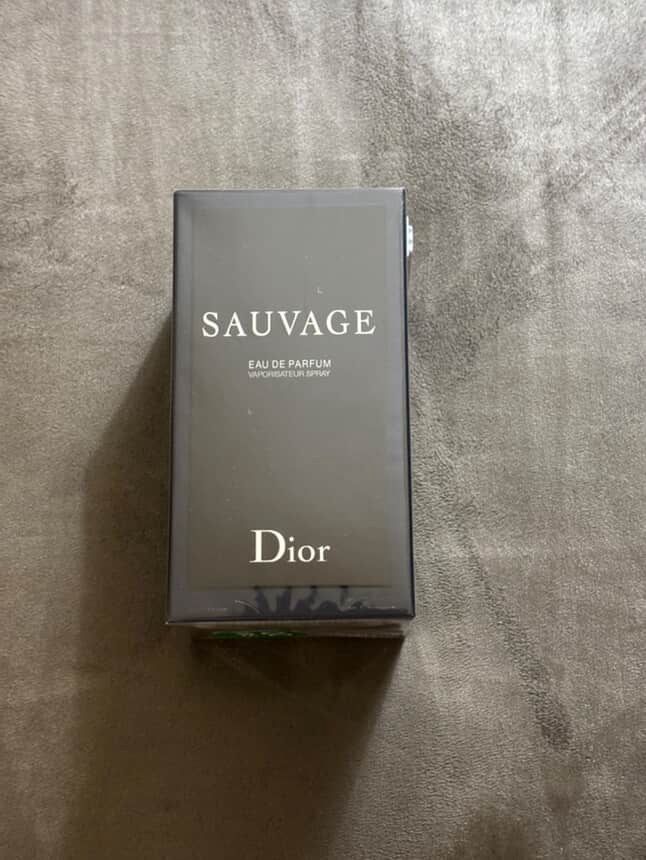 SAUVAGE
EAU DE PARFUM
VAPORISATEUR SPRAY
Dior